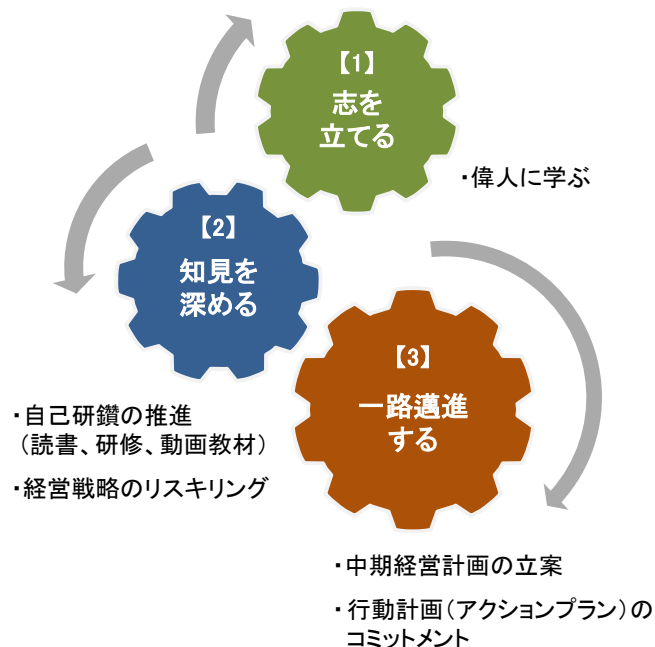 【1】
志を
立てる
・偉人に学ぶ
【2】
知見を
深める
・自己研鑽の推進
（読書、研修、動画教材）
・経営戦略のリスキリング
【3】
一路邁進
する
・中期経営計画の立案
・行動計画（アクションプラン）の
コミットメント